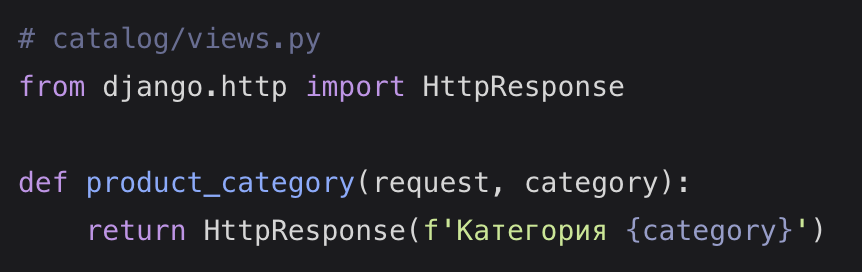 # catalog/views.py
from django.http import HttpResponse

def product_category(request, category):
    return HttpResponse(f'Категория {category}')